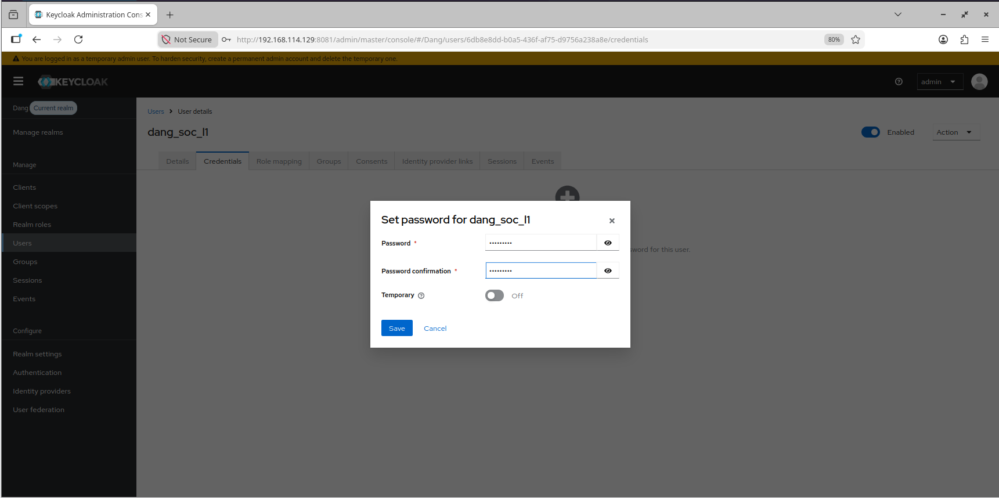 Keycloak Administration Cons
Not Secure
http://192.168.114.129:8081/admin/master/console/#/Dang/users/6db8e8dd-b0a5-436f-af75-d9756a238a8e/credentials
80%
You are logged in as a temporary admin user. To harden security, create a permanent admin account and delete the temporary one.
KEYCLOAK
admin
Dang Current realm
Manage realms
Manage
Clients
Client scopes
Realm roles
Users
Groups
Sessions
Events
Configure
Realm settings
Authentication
Identity providers
User federation
Users > User details
dang_soc_l1
Enabled
Action
Details Credentials Role mapping Groups Consents Identity provider links Sessions Events
Set password for dang_soc_l1
Password *
•••••••••
Password confirmation *
•••••••••
Temporary
Off
Save Cancel
for this user.